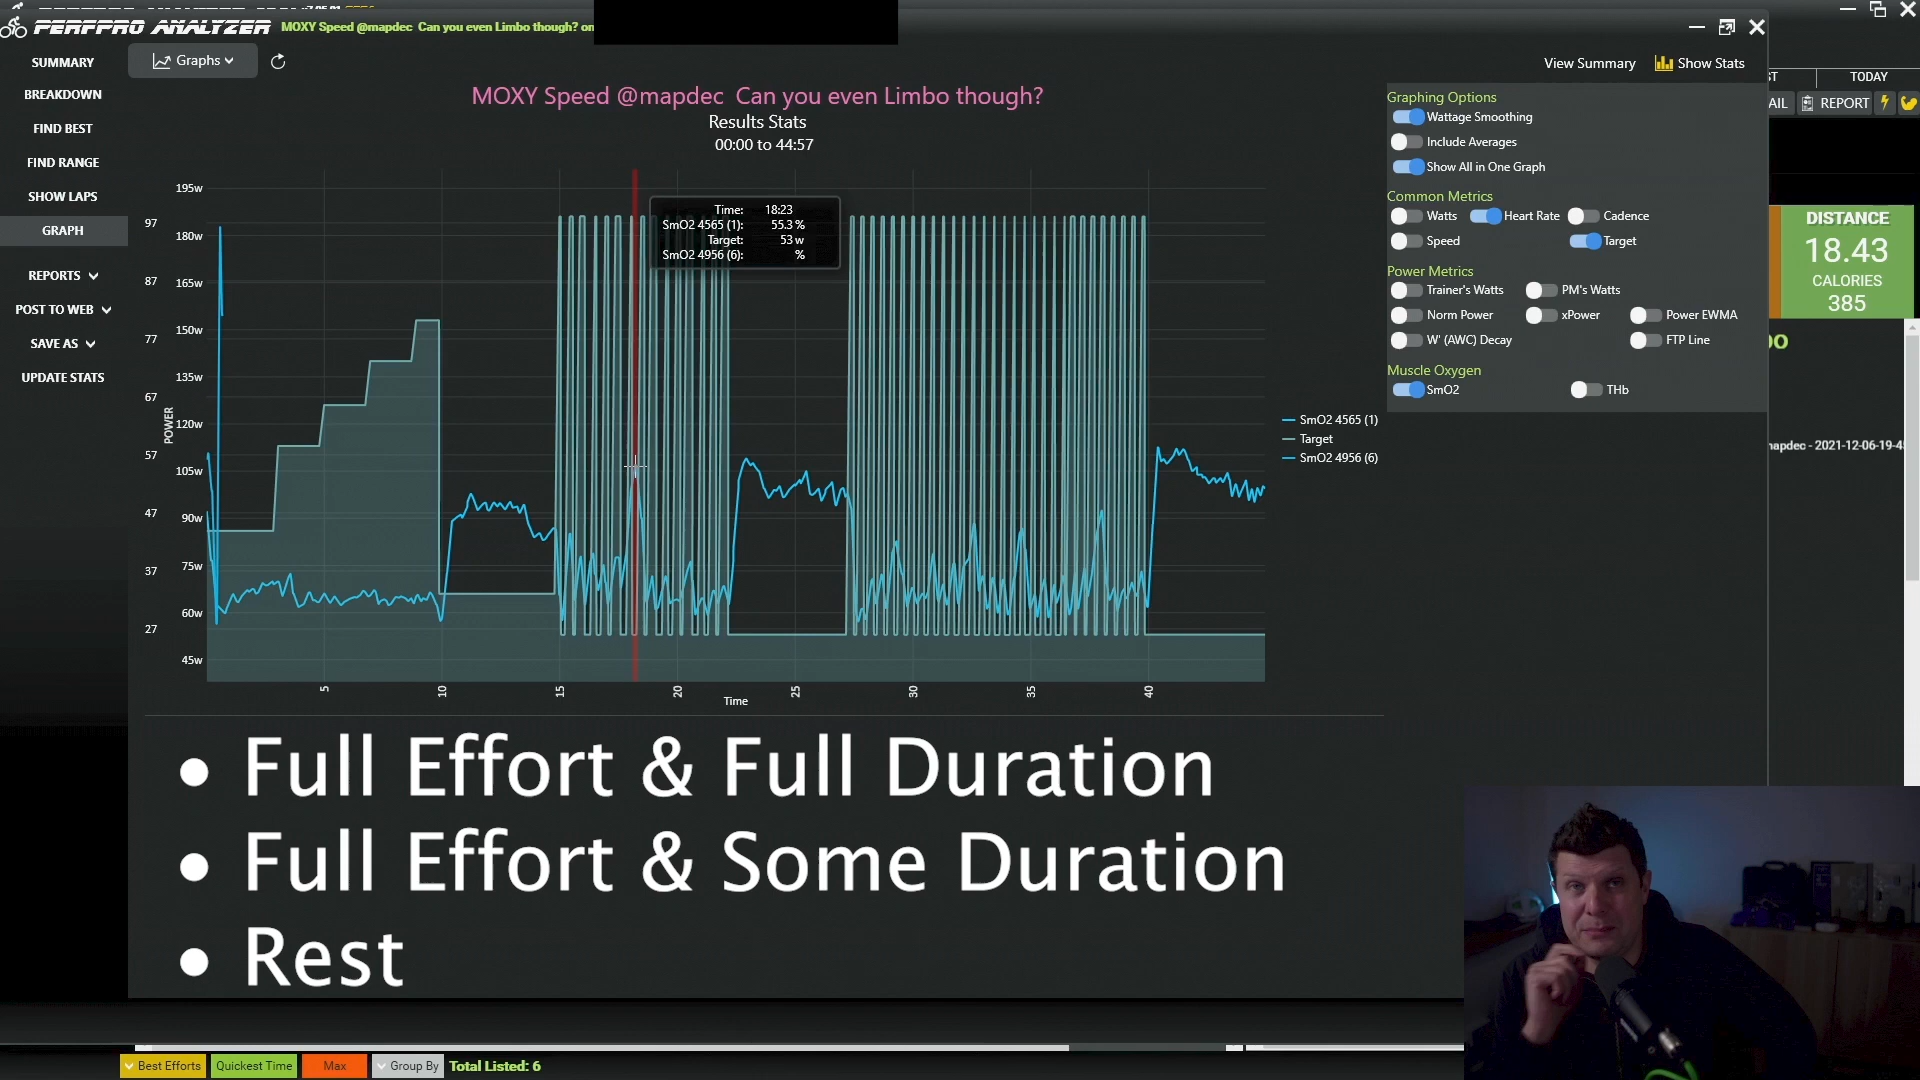 PERFPRO ANALYZER
MOXY Speed @mapdec Can you even Limbo though? on
SUMMARY
BREAKDOWN
FIND BEST
FIND RANGE
SHOW LAPS
GRAPH
REPORTS
POST TO WEB
SAVE AS
UPDATE STATS
Graphs
View Summary
Show Stats
MOXY Speed @mapdec Can you even Limbo though?
Results Stats
00:00 to 44:57
97
87
77
67
57
47
37
27
POWER
195w
180w
165w
150w
135w
120w
105w
90w
75w
60w
45w
Time: 18:23
SmO2 4565 (1): 55.3 %
Target: 53 w
SmO2 4956 (6): %
5
10
15
20
25
30
35
40
Time
SmO2 4565 (1)
Target
SmO2 4956 (6)
Graphing Options
Wattage Smoothing
Include Averages
Show All in One Graph
Common Metrics
Watts Heart Rate Cadence
Speed Target
Power Metrics
Trainer's Watts PM's Watts
Norm Power xPower Power EWMA
W' (AWC) Decay FTP Line
Muscle Oxygen
SmO2 THb
ST TODAY
AIL REPORT
DISTANCE
18.43
CALORIES
385
mapdec - 2021-12-06-19-4
• Full Effort & Full Duration
• Full Effort & Some Duration
• Rest
Best Efforts
Quickest Time
Max
Group By
Total Listed: 6